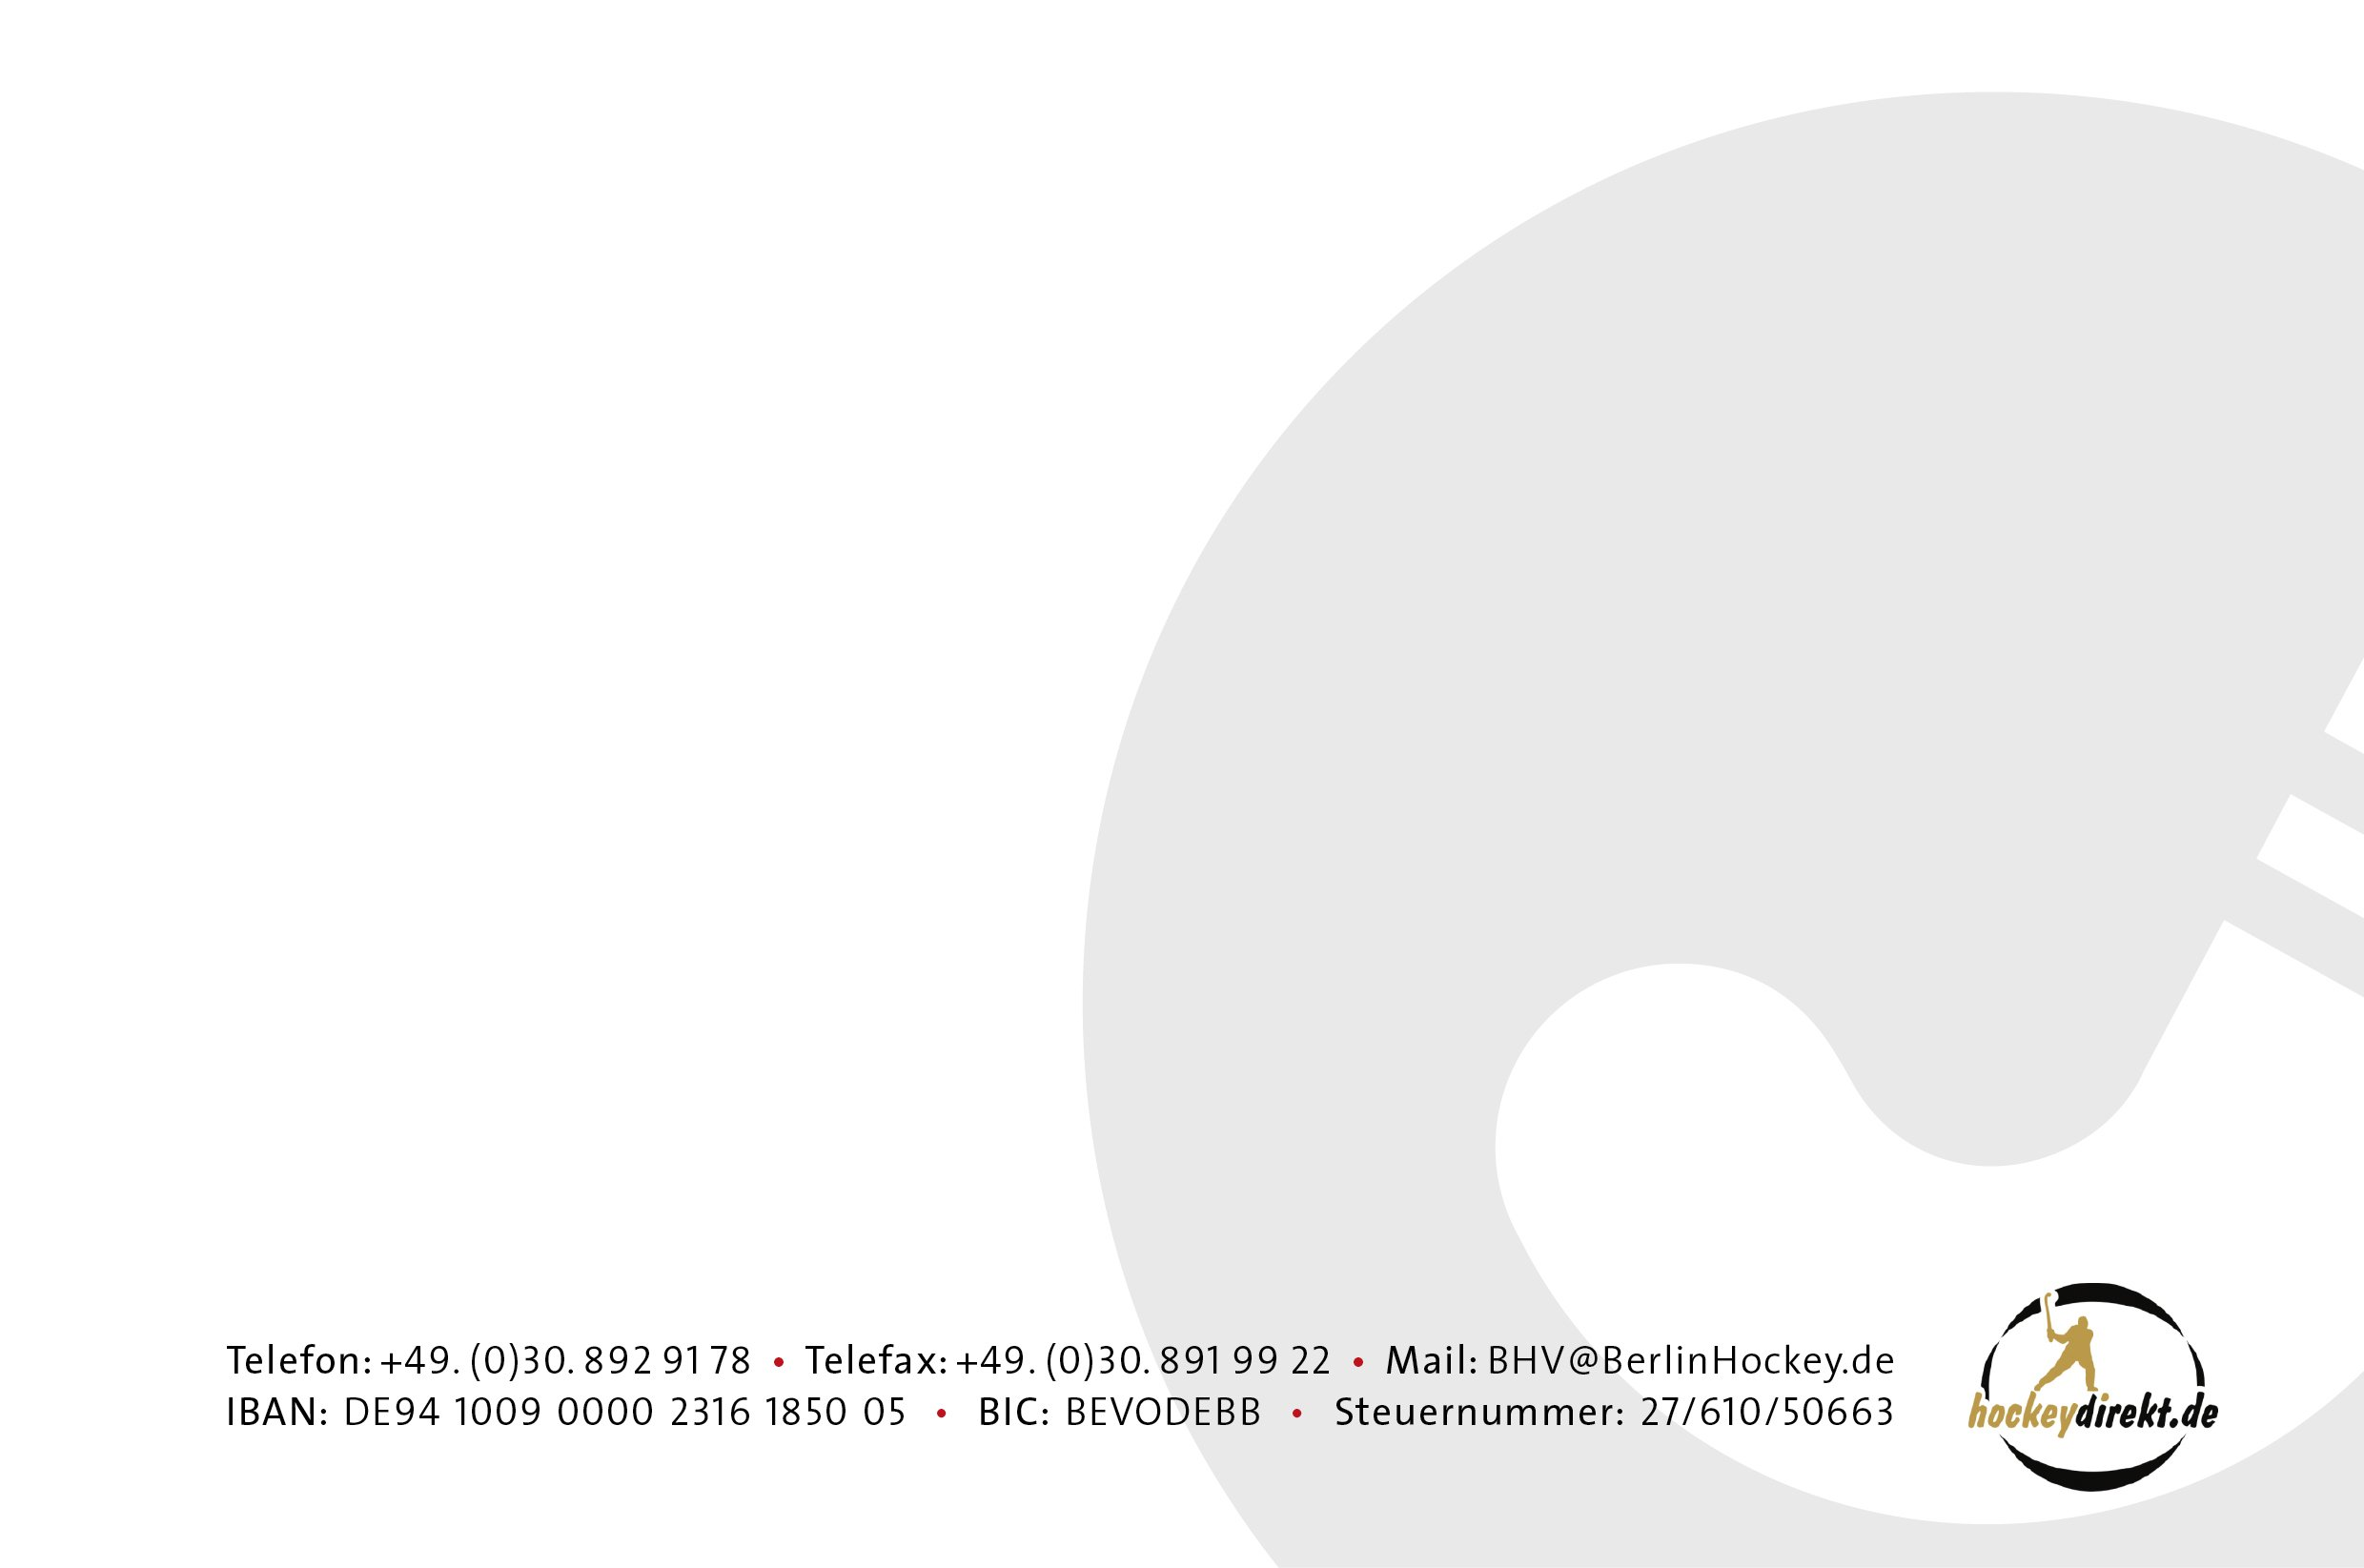 Telefon: +49. (0)30. 892 91 78 • Telefax: +49. (0)30. 891 99 22 • Mail: BHV@BerlinHockey.de
IBAN: DE94 1009 0000 2316 1850 05 • BIC: BEVODEBB • Steuernummer: 27/610/50663
hockeydirekt.de